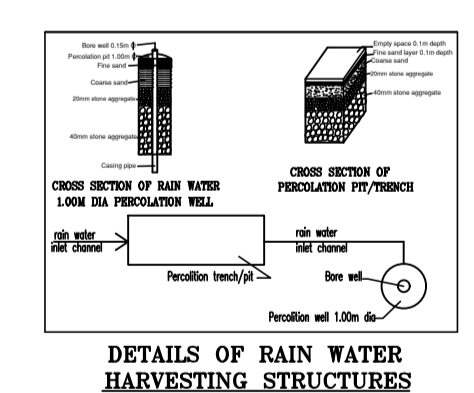 Bore well 0.15m ф
Percolation pit 1.00m ф
Fine sand
Coarse sand
20mm stone aggregate
40mm stone aggregate
Casing pipe
CROSS SECTION OF RAIN WATER
1.00M DIA PERCOLATION WELL
Empty space 0.1m depth
Fine sand layer 0.1m depth
Coarse sand
20mm stone aggregate
40mm stone aggregate
CROSS SECTION OF
PERCOLATION PIT/TRENCH
rain water
inlet channel
Percolition trench/pit
rain water
inlet channel
Bore well
Percolition well 1.00m dia
DETAILS OF RAIN WATER
HARVESTING STRUCTURES